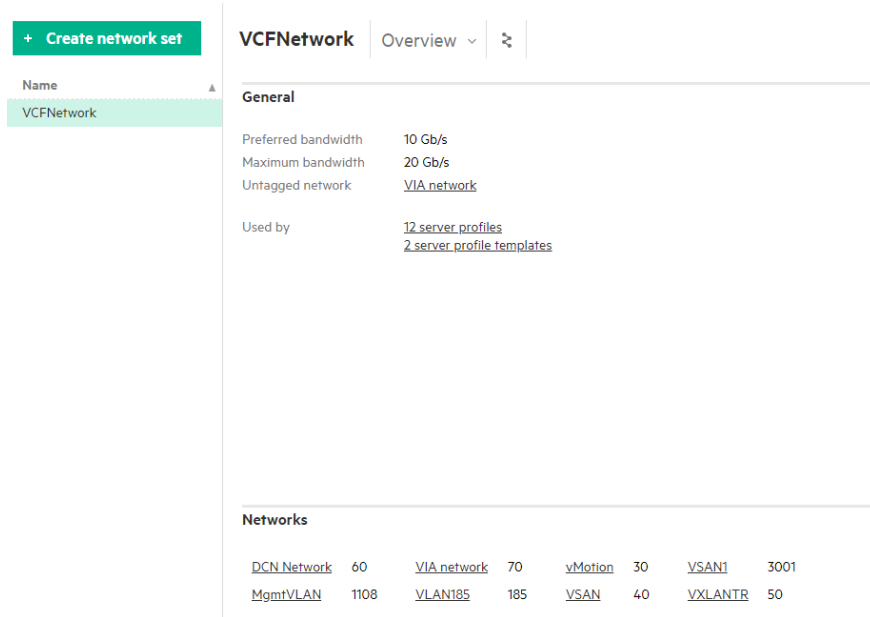 + Create network set
VCFNetwork Overview
Name
VCFNetwork
General
Preferred bandwidth 10 Gb/s
Maximum bandwidth 20 Gb/s
Untagged network VIA network
Used by 12 server profiles
2 server profile templates
Networks
DCN Network 60 VIA network 70 vMotion 30 VSAN1 3001
MgmtVLAN 1108 VLAN185 185 VSAN 40 VXLANTR 50